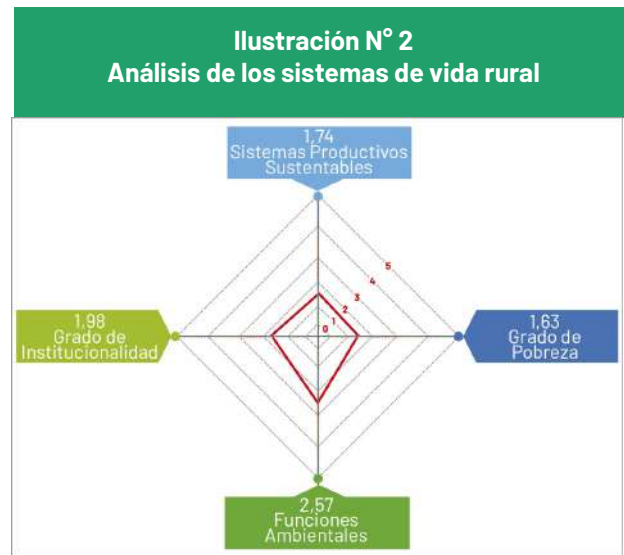 Ilustración N° 2
Análisis de los sistemas de vida rural
1,74
Sistemas Productivos
Sustentables
5
4
3
2
1
0
1,98
Grado de
Institucionalidad
1,63
Grado de
Pobreza
2,57
Funciones
Ambientales